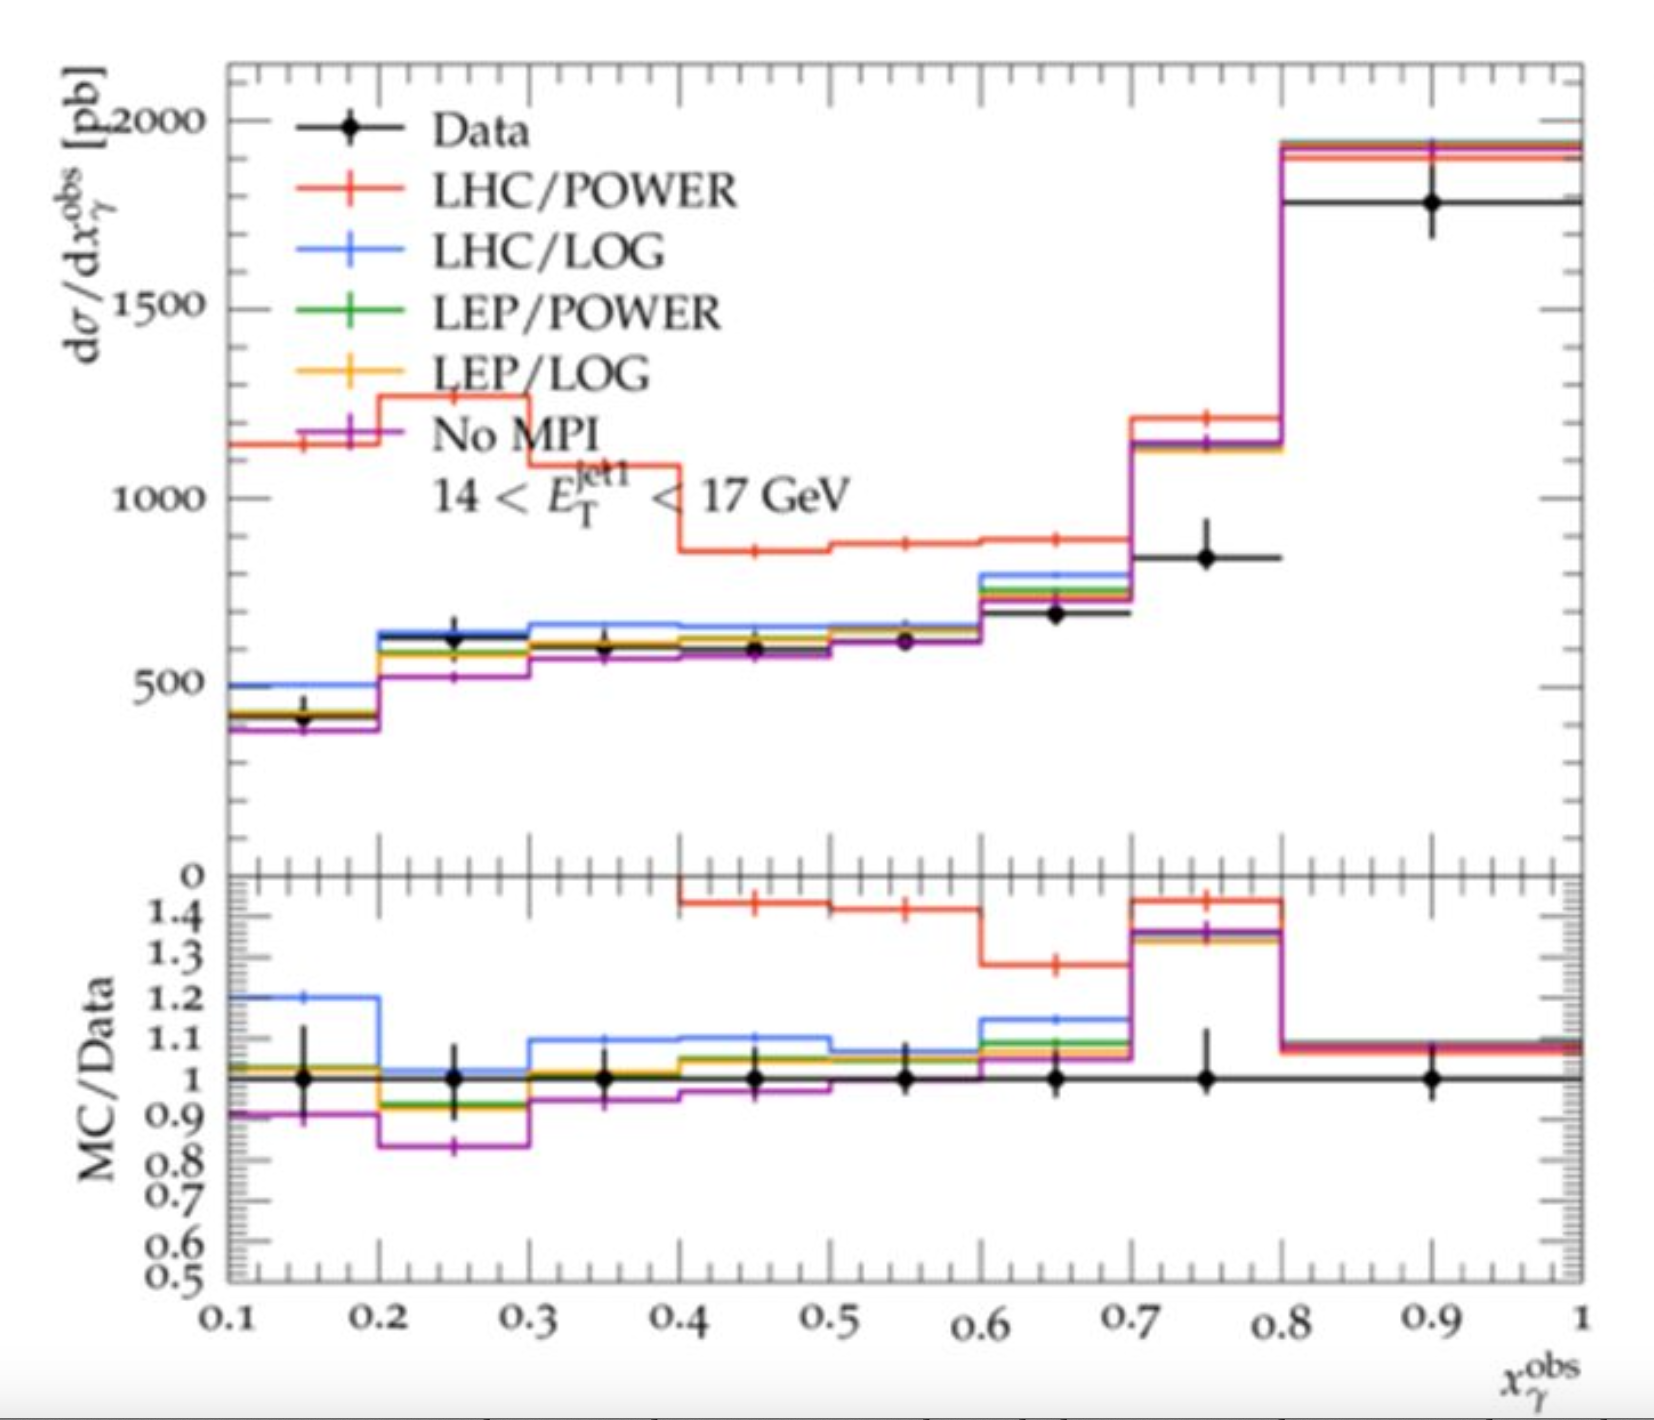 dσ/dx_γ^obs [pb]
2000
1500
1000
500
0
Data
LHC/POWER
LHC/LOG
LEP/POWER
LEP/LOG
No MPI
14 < E_T^jet1 < 17 GeV
MC/Data
1.4
1.3
1.2
1.1
1
0.9
0.8
0.7
0.6
0.5
0.1 0.2 0.3 0.4 0.5 0.6 0.7 0.8 0.9 1
x_γ^obs